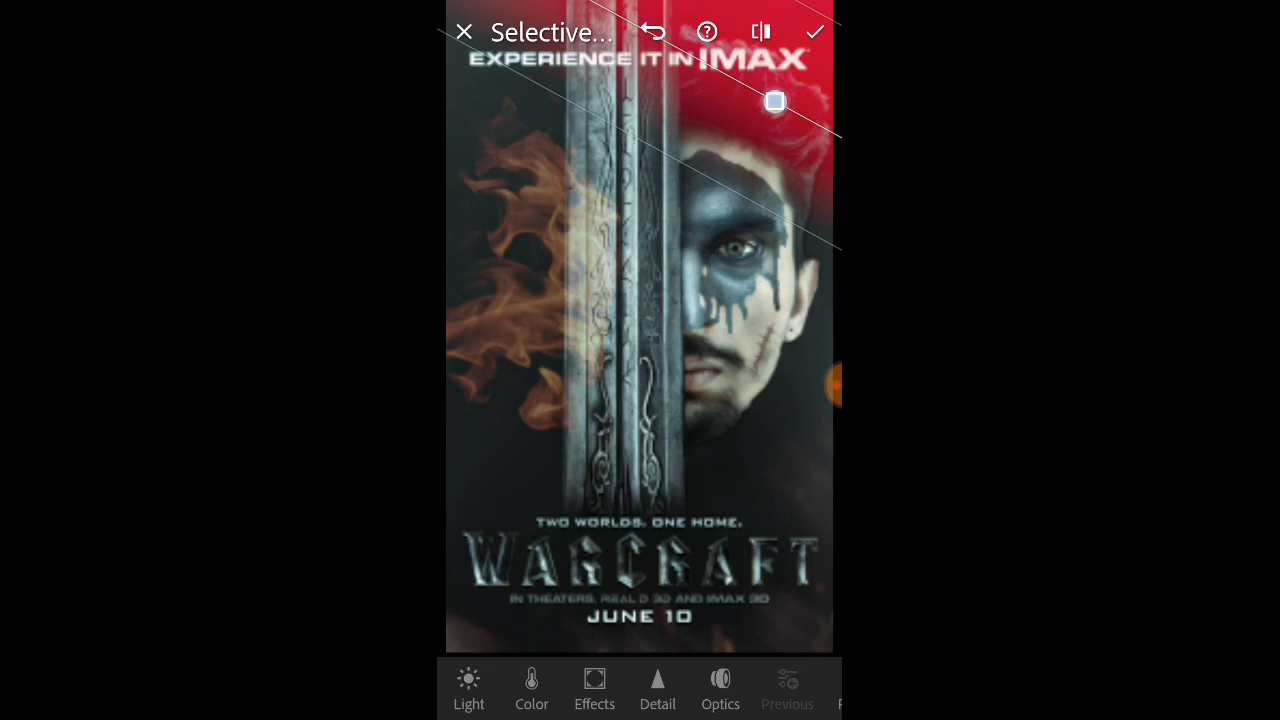 Selective...
EXPERIENCE IT IN IMAX
TWO WORLDS. ONE HOME.
WARCRAFT
IN THEATERS, REAL D 3D AND IMAX 3D
JUNE 10
Light Color Effects Detail Optics Previous